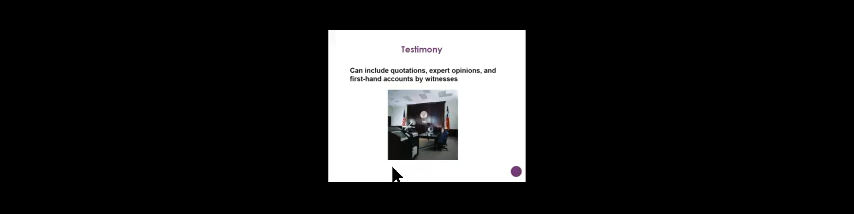 Testimony
Can include quotations, expert opinions, and
first-hand accounts by witnesses